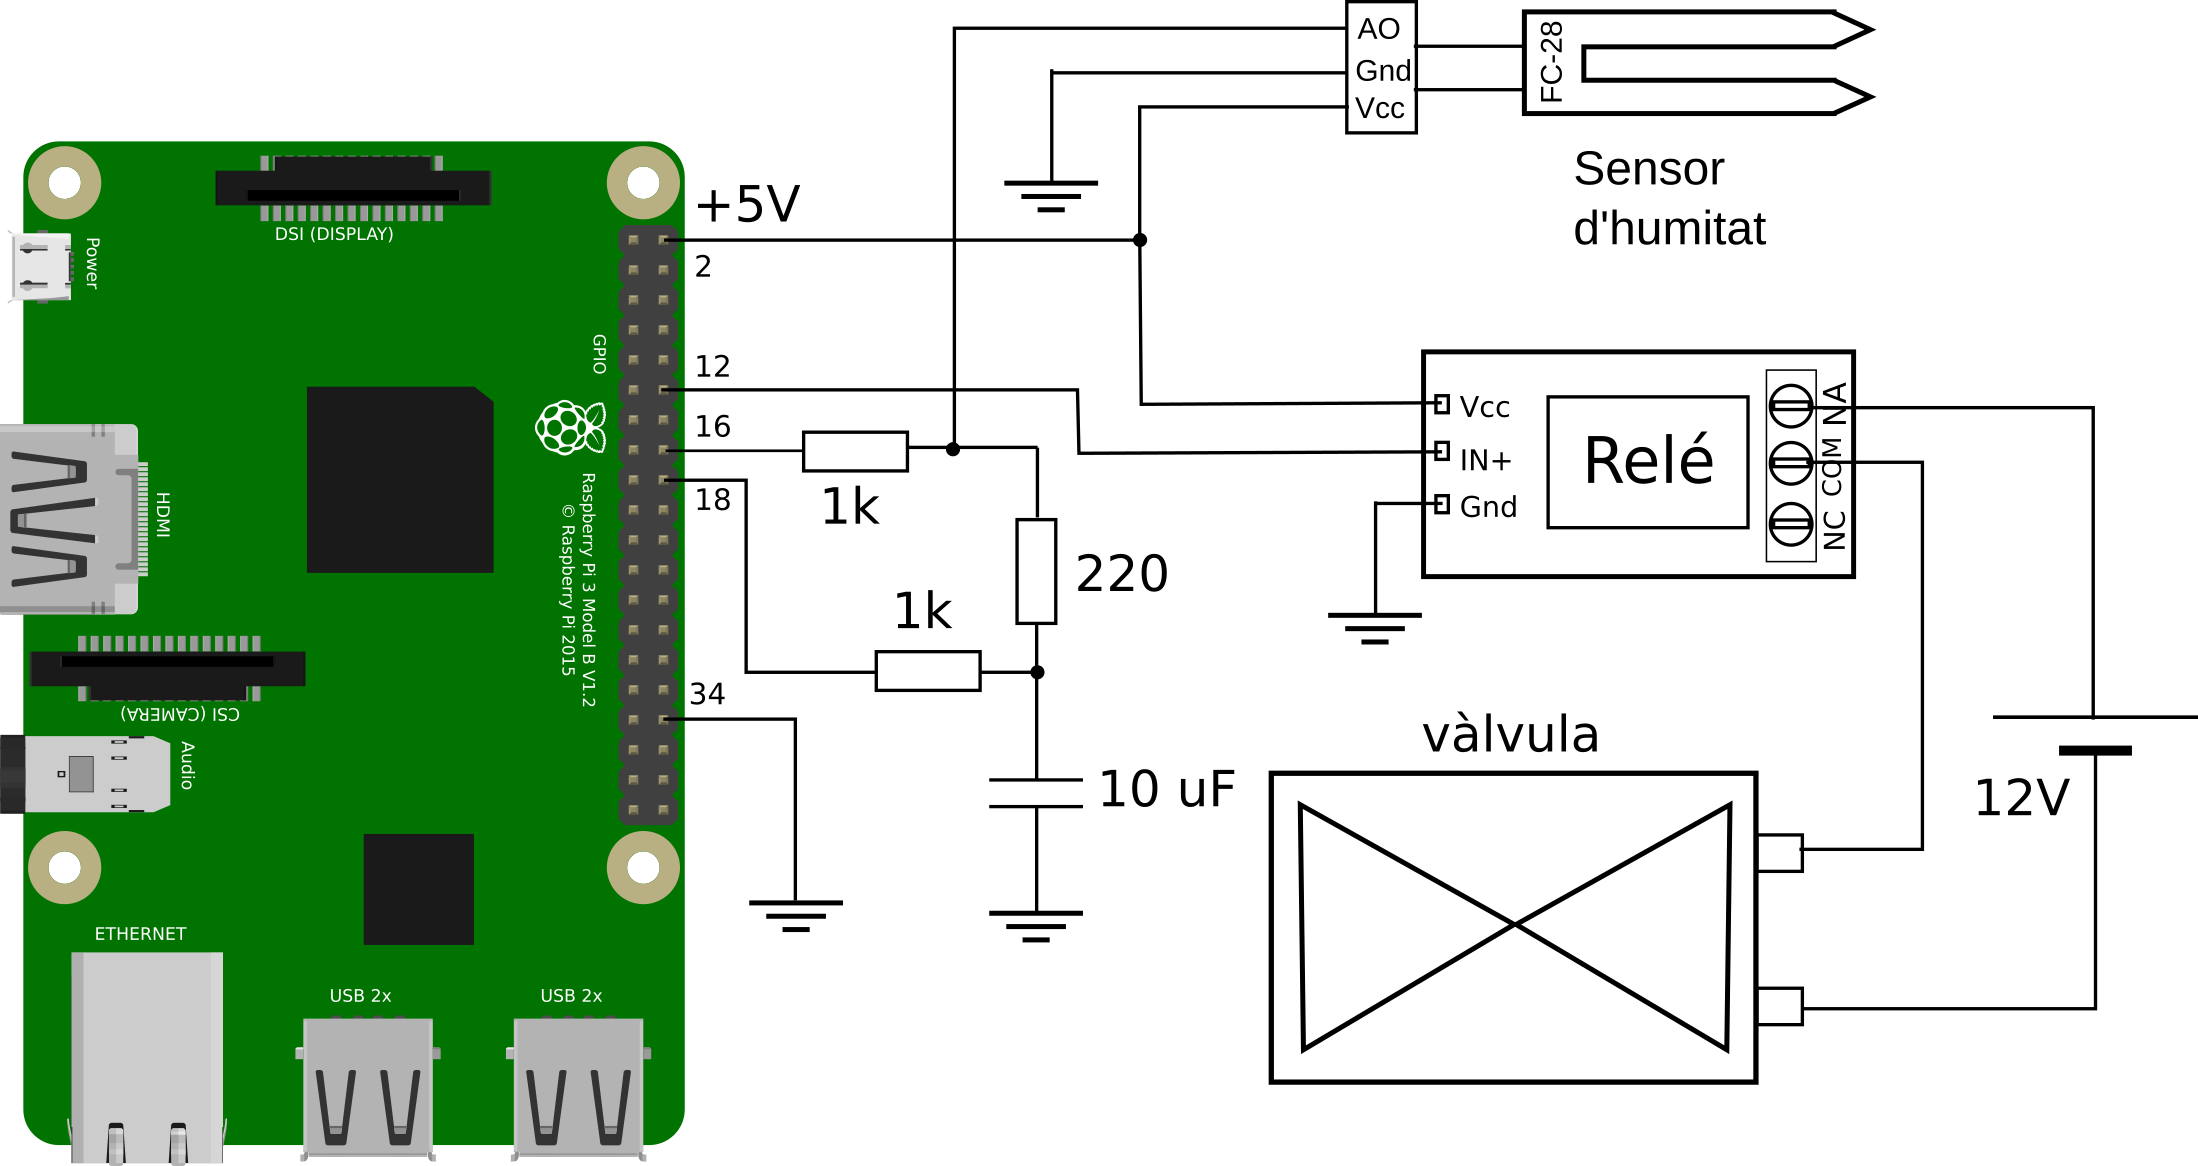 AO
Gnd
Vcc
FC-28
Sensor
d'humitat
DSI (DISPLAY)
Power
+5V
2
GPIO
12
16
18
1k
HDMI
Raspberry Pi 3 Model B V1.2
© Raspberry Pi 2015
Vcc
IN+
Gnd
Relé
NA
COM
NC
220
1k
34
CSI (CAMERA)
Audio
10 uF
vàlvula
12V
ETHERNET
USB 2x
USB 2x